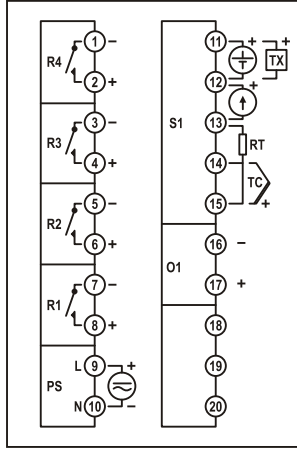 R4
1 −
2 +
R3
3 −
4 +
R2
5 −
6 +
R1
7 −
8 +
PS
L 9 +
N 10 −
S1
11 + + TX
12 +
13
RT
14
TC
15 +
O1
16 −
17 +
18
19
20